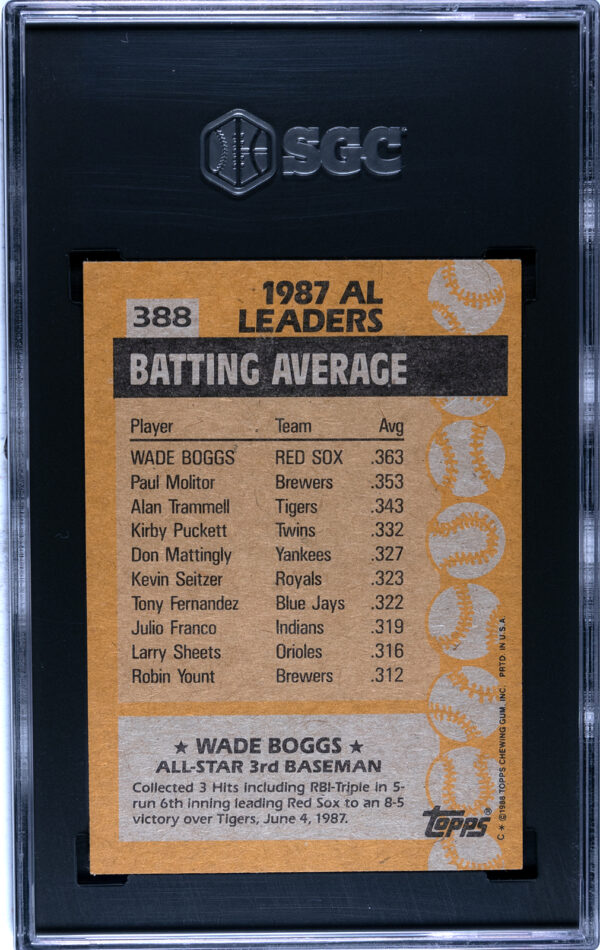 SGC
388
1987 AL
LEADERS
BATTING AVERAGE
Player Team Avg
WADE BOGGS RED SOX .363
Paul Molitor Brewers .353
Alan Trammell Tigers .343
Kirby Puckett Twins .332
Don Mattingly Yankees .327
Kevin Seitzer Royals .323
Tony Fernandez Blue Jays .322
Julio Franco Indians .319
Larry Sheets Orioles .316
Robin Yount Brewers .312
★ WADE BOGGS ★
ALL-STAR 3rd BASEMAN
Collected 3 Hits including RBI-Triple in 5-
run 6th inning leading Red Sox to an 8-5
victory over Tigers, June 4, 1987.
Topps®
C * ©1988 TOPPS CHEWING GUM, INC. PRTD. IN U.S.A.